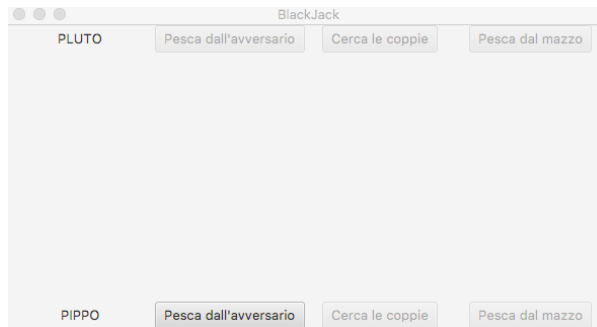 BlackJack
PLUTO Pesca dall'avversario Cerca le coppie Pesca dal mazzo
PIPPO Pesca dall'avversario Cerca le coppie Pesca dal mazzo